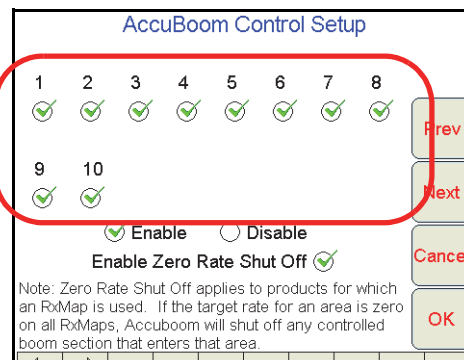 AccuBoom Control Setup
1 2 3 4 5 6 7 8
Prev
9 10
Next
Enable Disable
Enable Zero Rate Shut Off
Cance
Note: Zero Rate Shut Off applies to products for which
an RxMap is used. If the target rate for an area is zero
on all RxMaps, Accuboom will shut off any controlled
boom section that enters that area.
OK